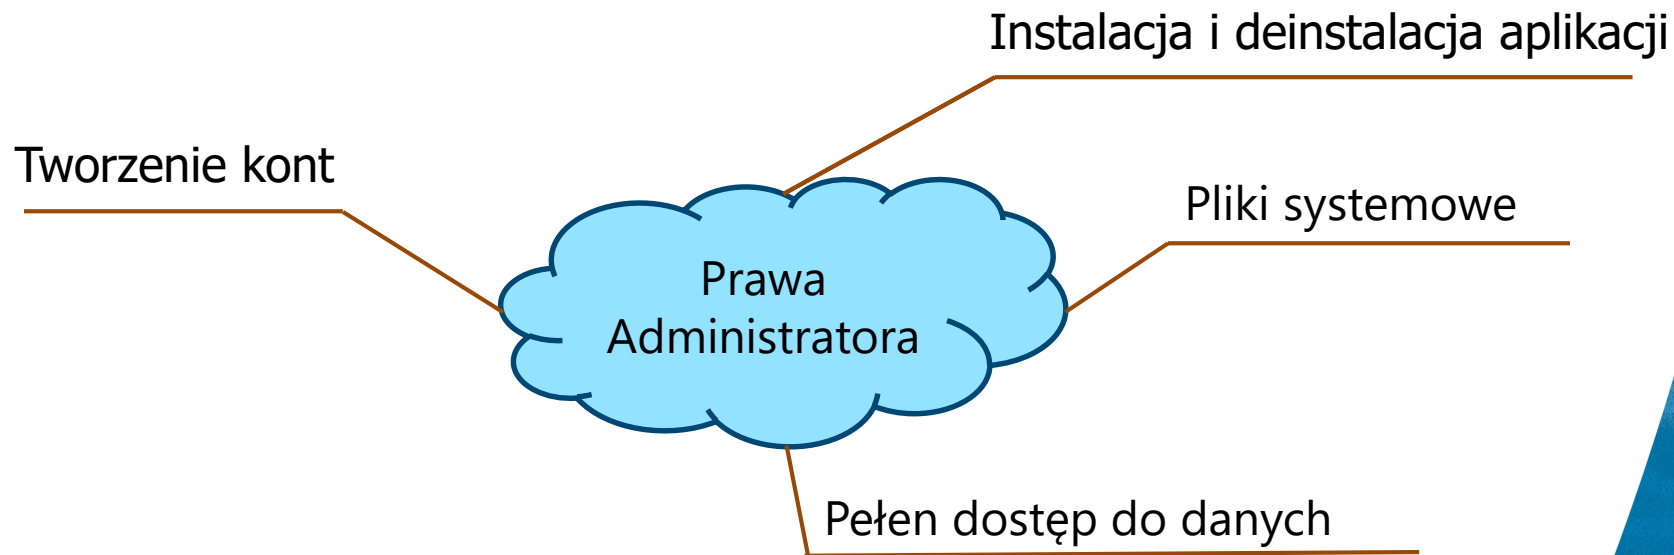 Instalacja i deinstalacja aplikacji
Tworzenie kont
Pliki systemowe
Prawa
Administratora
Pełen dostęp do danych